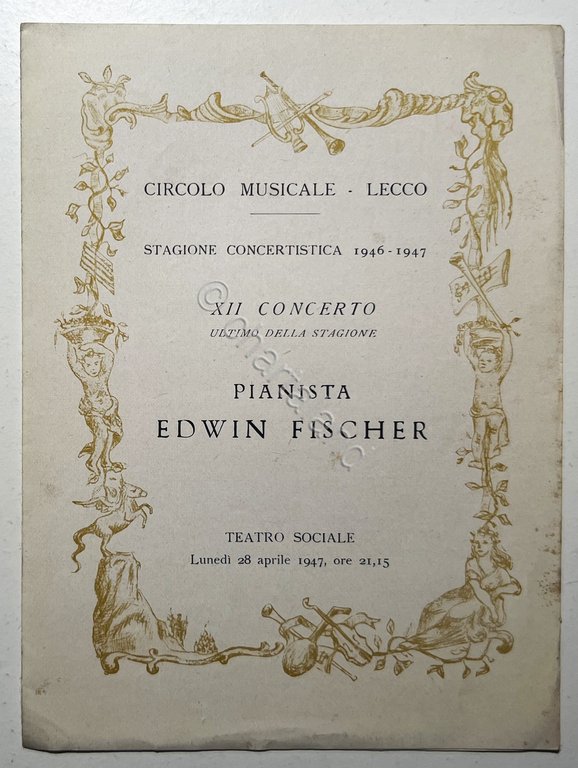 CIRCOLO MUSICALE - LECCO
STAGIONE CONCERTISTICA 1946-1947
XII CONCERTO
ULTIMO DELLA STAGIONE
PIANISTA
EDWIN FISCHER
TEATRO SOCIALE
Lunedì 28 aprile 1947, ore 21,15